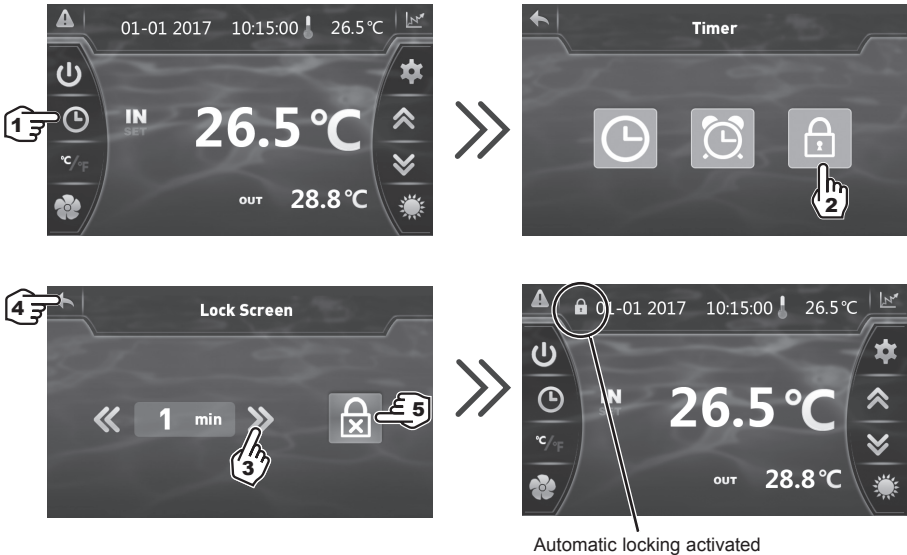 01-01 2017 10:15:00 26.5°C
1
IN
SET
26.5°C
°C/°F
OUT 28.8°C
Timer
2
4
Lock Screen
1 min
5
3
01-01 2017 10:15:00 26.5°C
IN
SET
26.5°C
°C/°F
OUT 28.8°C
Automatic locking activated